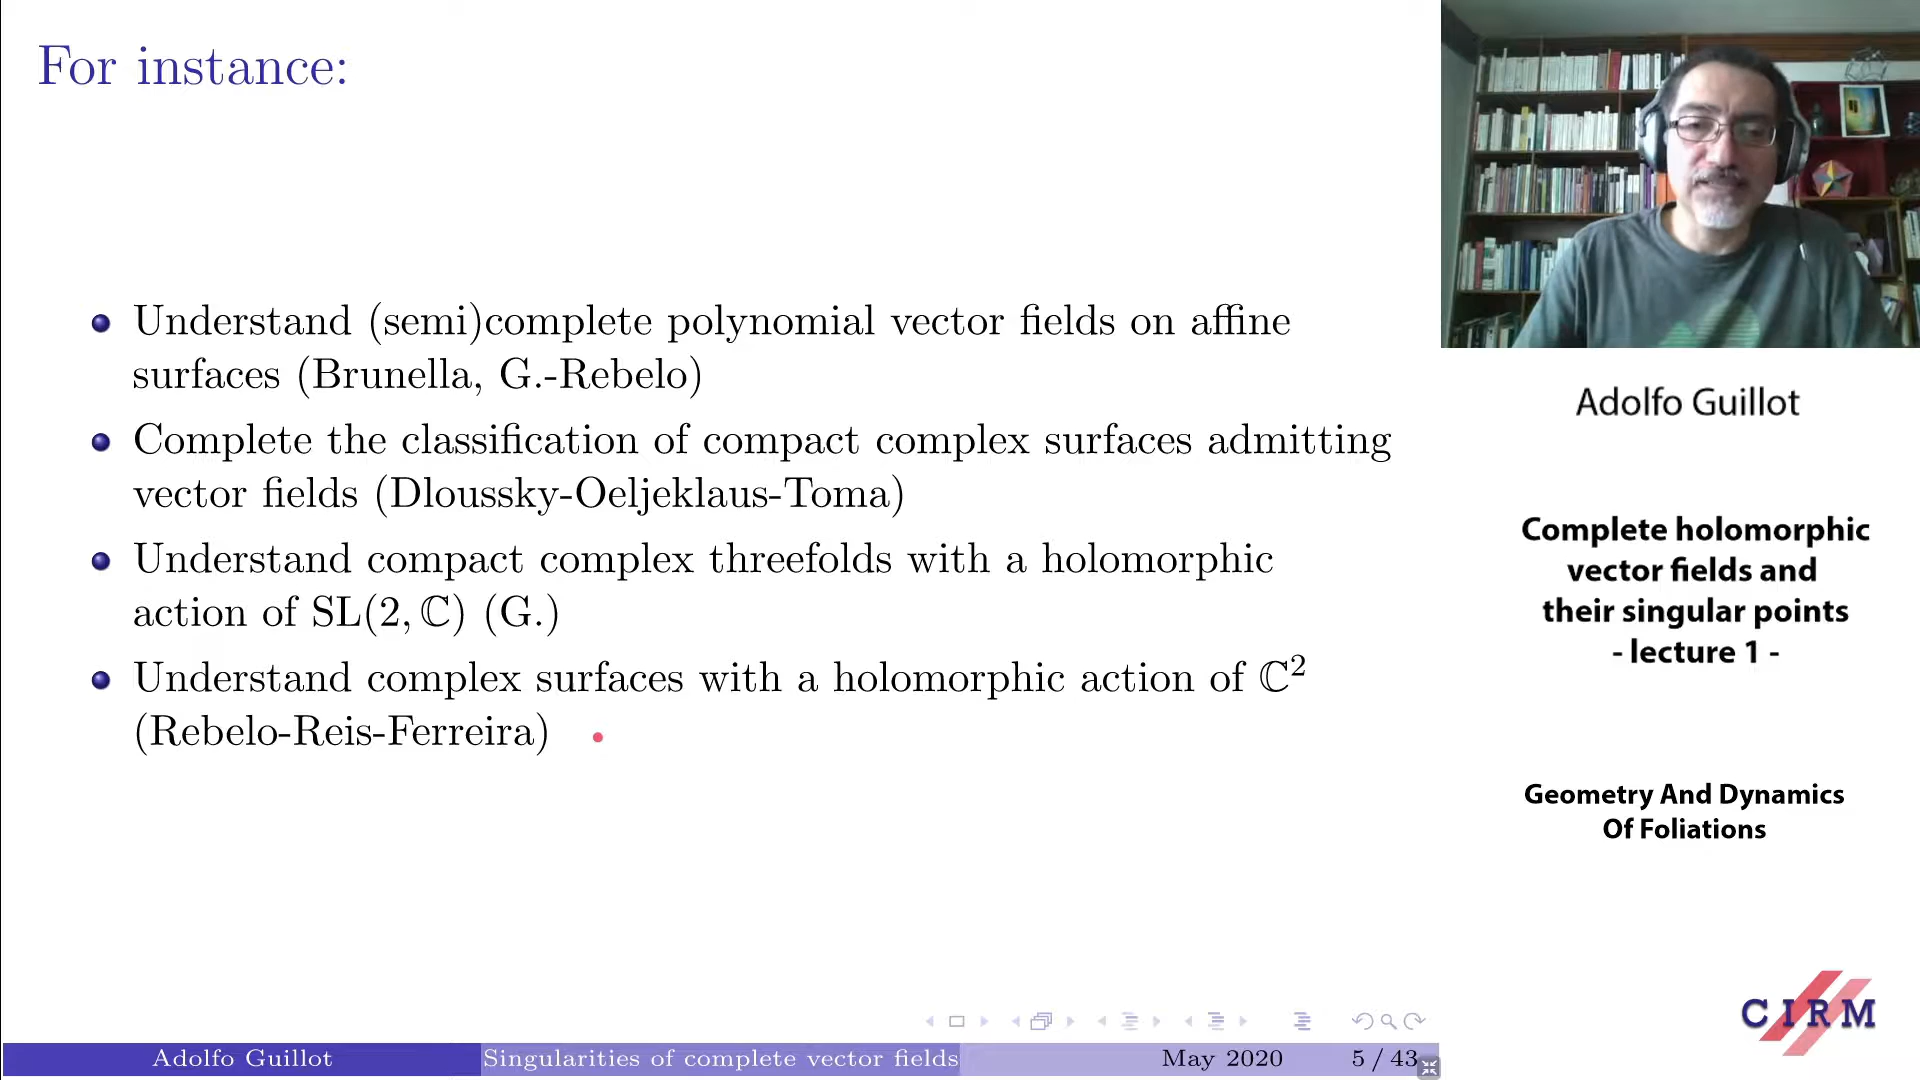 For instance:
Understand (semi)complete polynomial vector fields on affine
surfaces (Brunella, G.-Rebelo)
Complete the classification of compact complex surfaces admitting
vector fields (Dloussky-Oeljeklaus-Toma)
Understand compact complex threefolds with a holomorphic
action of SL(2, ℂ) (G.)
Understand complex surfaces with a holomorphic action of ℂ²
(Rebelo-Reis-Ferreira)
Adolfo Guillot
Singularities of complete vector fields
May 2020
5 / 43
Adolfo Guillot
Complete holomorphic
vector fields and
their singular points
- lecture 1 -
Geometry And Dynamics
Of Foliations
CIRM